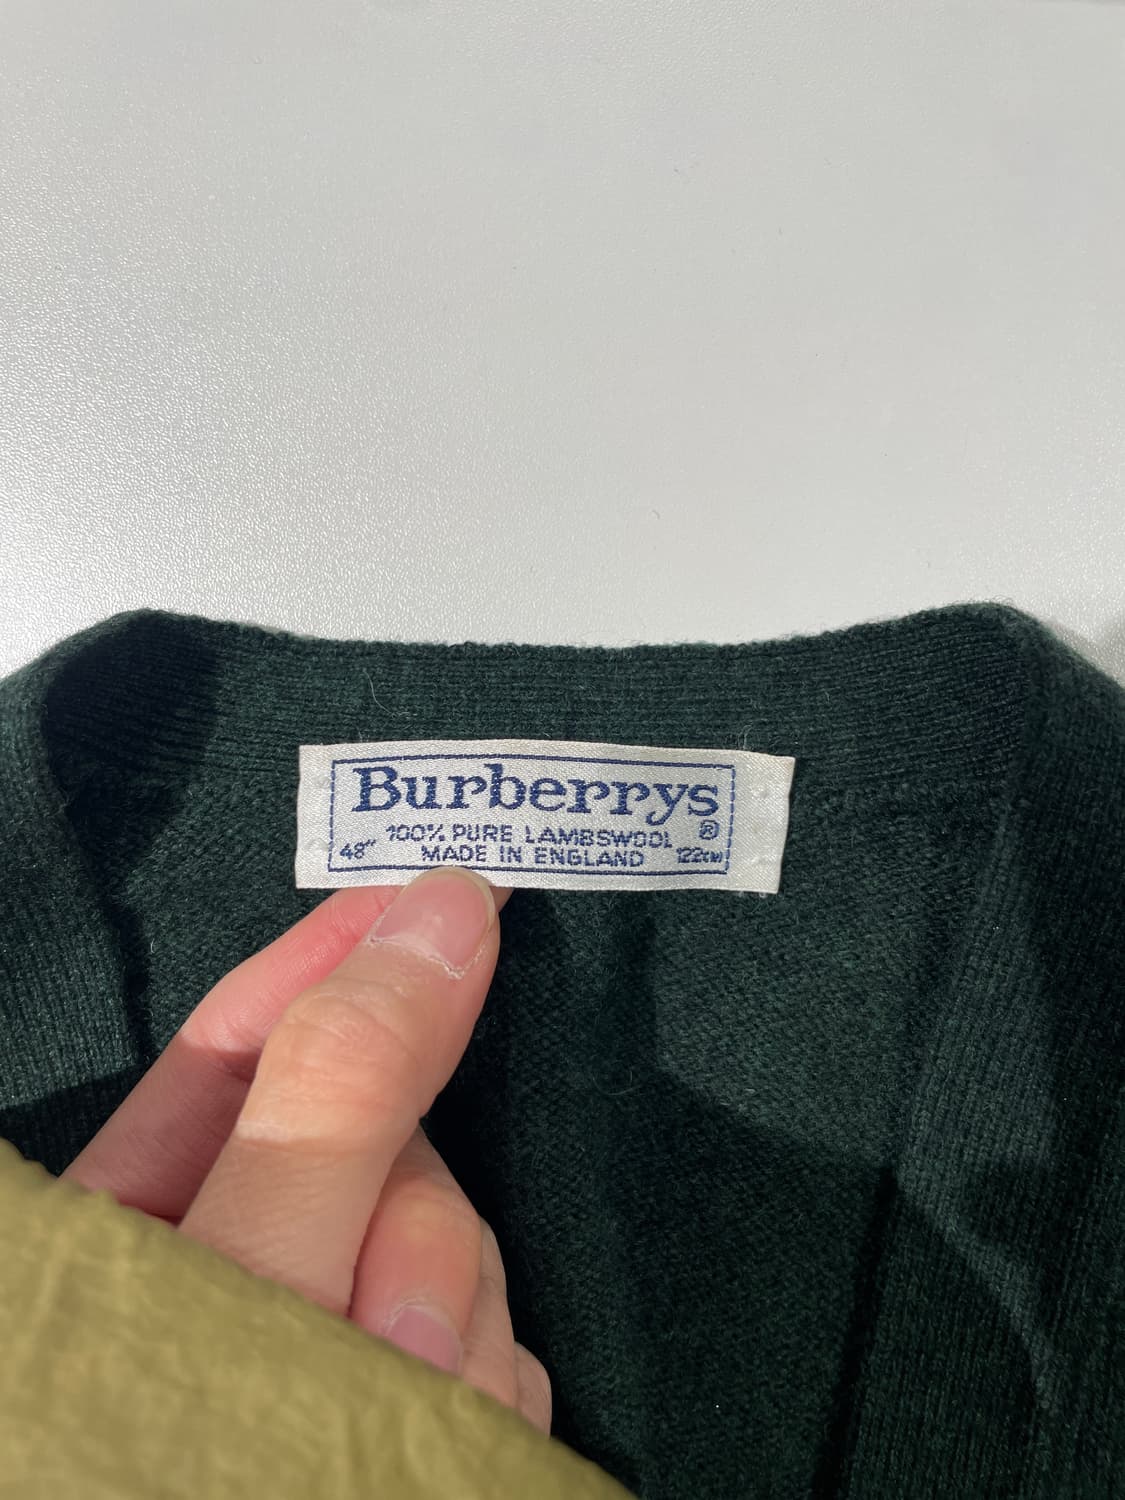 Burberrys
®
100% PURE LAMBSWOOL
48" MADE IN ENGLAND 122cm